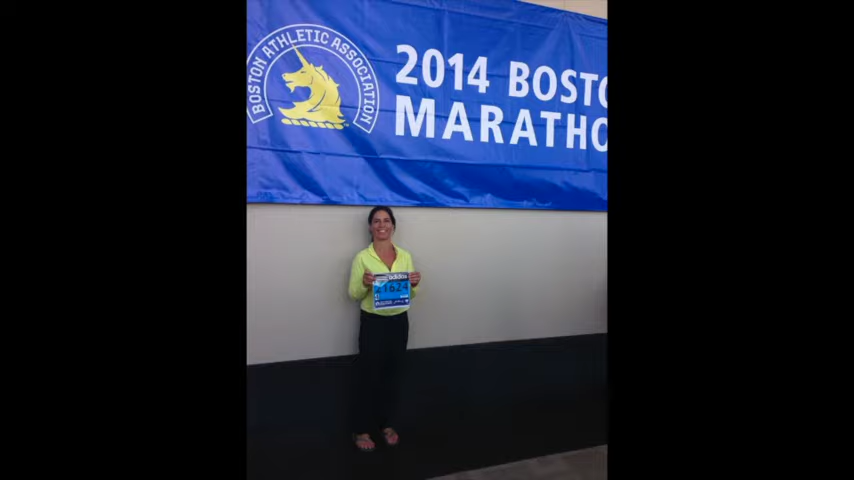 BOSTON ATHLETIC ASSOCIATION
2014 BOSTO
MARATHO
adidas
1624